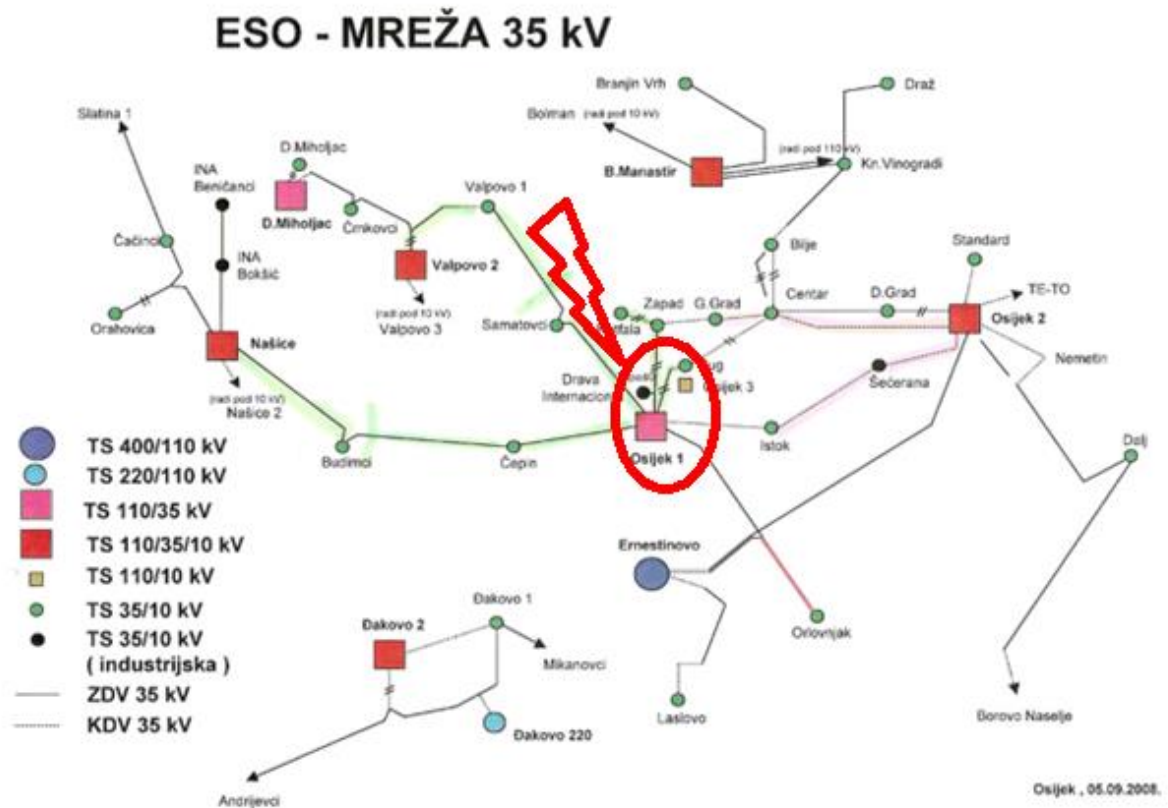 ESO - MREŽA 35 kV
Branjin Vrh
Draž
Slatina 1
Bolman (radi pod 10 kV)
D.Miholjac
(radi pod 110 kV)
INA
Beničanci
Valpovo 1
B.Manastir
Kn.Vinogradi
D.Miholjac
Črnkovci
Čačinci
Standard
INA
Bokšić
Valpovo 2
Bilje
TE-TO
Zapad
G.Grad
Centar
D.Grad
(radi pod 10 kV)
Valpovo 3
Samatovci
Orahovica
Našice
Osijek 2
Nemetin
Drava
Internacional
Osijek 3
Šećerana
(radi pod 10 kV)
Našice 2
Budimci
Čepin
Osijek 1
Istok
Dalj
TS 400/110 kV
TS 220/110 kV
TS 110/35 kV
TS 110/35/10 kV
TS 110/10 kV
TS 35/10 kV
TS 35/10 kV
( industrijska )
ZDV 35 kV
KDV 35 kV
Ernestinovo
Đakovo 1
Đakovo 2
Orlovnjak
Mikanovci
Laslovo
Borovo Naselje
Đakovo 220
Andrijevci
Osijek , 05.09.2008.